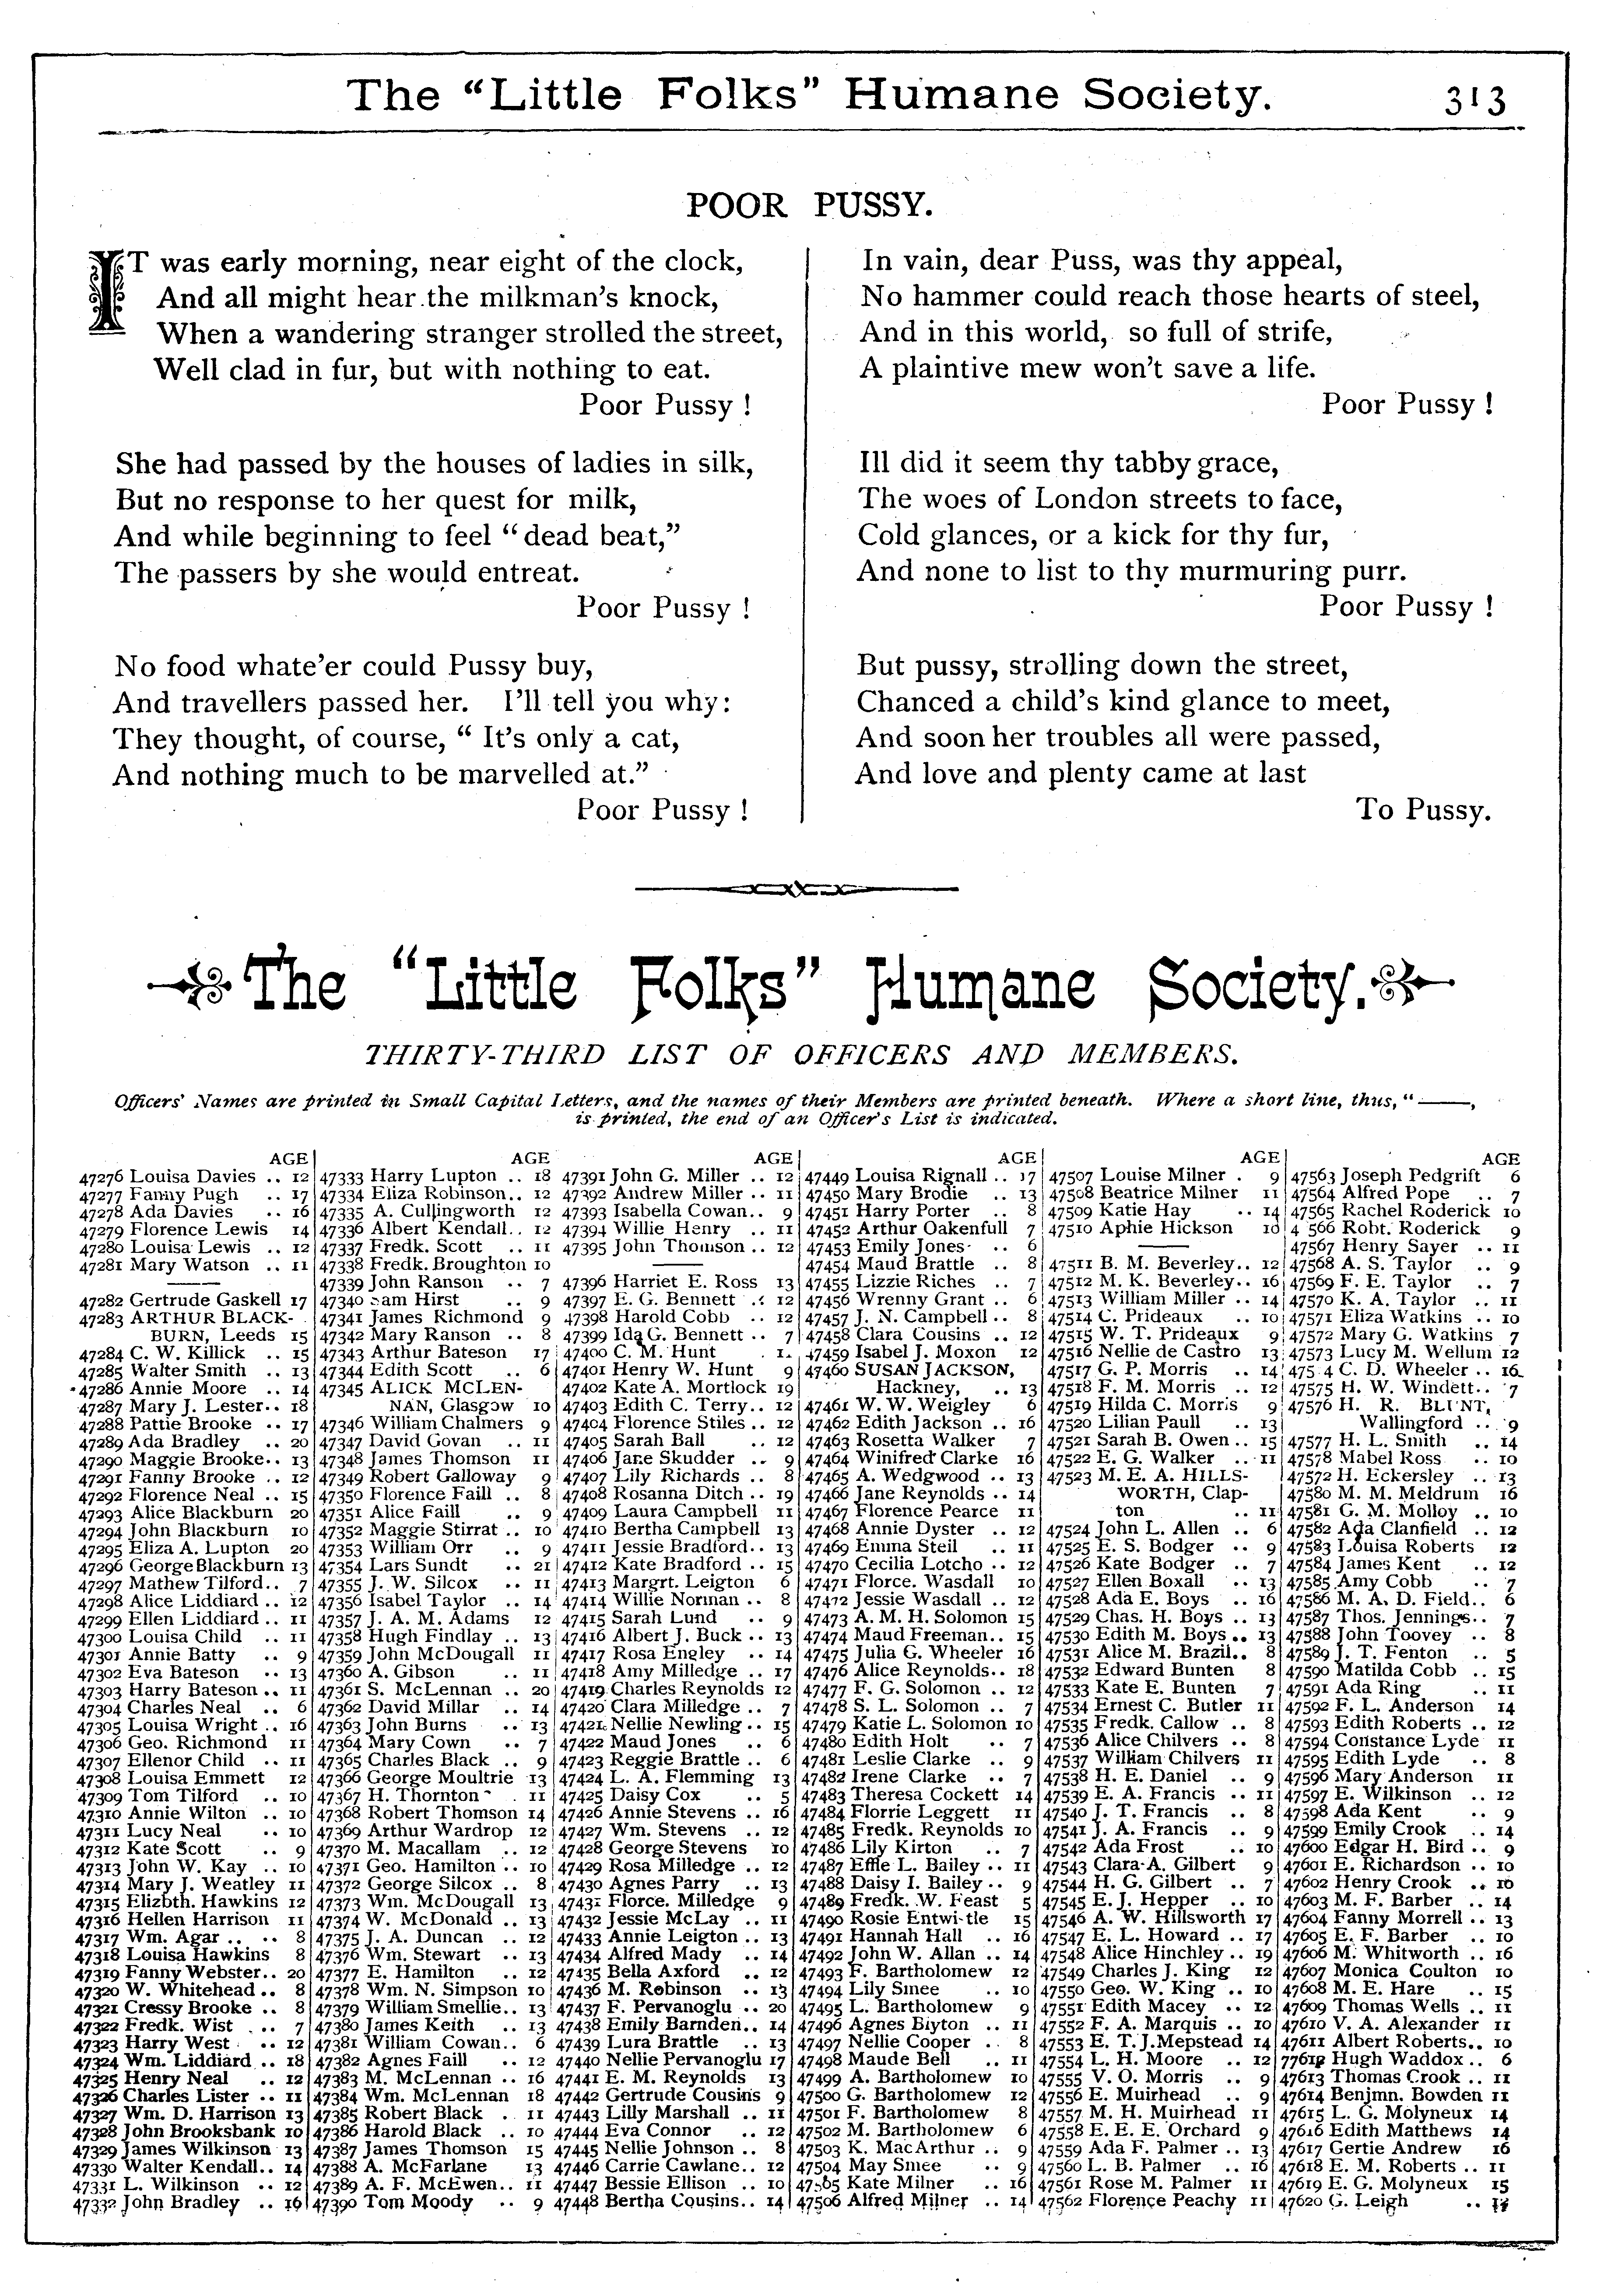 The “Little Folks” Humane Society. 313
POOR PUSSY.
IT was early morning, near eight of the clock,
And all might hear the milkman’s knock,
When a wandering stranger strolled the street,
Well clad in fur, but with nothing to eat.
Poor Pussy !
She had passed by the houses of ladies in silk,
But no response to her quest for milk,
And while beginning to feel “dead beat,”
The passers by she would entreat.
Poor Pussy !
No food whate’er could Pussy buy,
And travellers passed her. I’ll tell you why:
They thought, of course, “ It’s only a cat,
And nothing much to be marvelled at.”
Poor Pussy !
In vain, dear Puss, was thy appeal,
No hammer could reach those hearts of steel,
And in this world, so full of strife,
A plaintive mew won’t save a life.
Poor Pussy !
Ill did it seem thy tabby grace,
The woes of London streets to face,
Cold glances, or a kick for thy fur,
And none to list to thy murmuring purr.
Poor Pussy !
But pussy, strolling down the street,
Chanced a child’s kind glance to meet,
And soon her troubles all were passed,
And love and plenty came at last
To Pussy.
The “Little Folks” Humane Society.
THIRTY-THIRD LIST OF OFFICERS AND MEMBERS.
Officers’ Names are printed in Small Capital Letters, and the names of their Members are printed beneath. Where a short line, thus, “———,
is printed, the end of an Officer’s List is indicated.
AGE
47276 Louisa Davies .. 12
47277 Fanny Pugh .. 17
47278 Ada Davies .. 16
47279 Florence Lewis 14
47280 Louisa Lewis .. 12
47281 Mary Watson .. 11
47282 Gertrude Gaskell 17
47283 ARTHUR BLACK-
BURN, Leeds 15
47284 C. W. Killick .. 15
47285 Walter Smith .. 13
47286 Annie Moore .. 14
47287 Mary J. Lester.. 18
47288 Pattie Brooke .. 17
47289 Ada Bradley .. 20
47290 Maggie Brooke.. 13
47291 Fanny Brooke .. 12
47292 Florence Neal .. 15
47293 Alice Blackburn 20
47294 John Blackburn 10
47295 Eliza A. Lupton 20
47296 George Blackburn 13
47297 Mathew Tilford.. 7
47298 Alice Liddiard .. 12
47299 Ellen Liddiard .. 11
47300 Louisa Child .. 11
47301 Annie Batty .. 9
47302 Eva Bateson .. 13
47303 Harry Bateson .. 11
47304 Charles Neal .. 6
47305 Louisa Wright .. 16
47306 Geo. Richmond 11
47307 Ellenor Child .. 11
47308 Louisa Emmett 12
47309 Tom Tilford .. 10
47310 Annie Wilton .. 10
47311 Lucy Neal .. 10
47312 Kate Scott .. 9
47313 John W. Kay .. 10
47314 Mary J. Weatley 11
47315 Elizbth. Hawkins 12
47316 Hellen Harrison 11
47317 Wm. Agar .. .. 8
47318 Louisa Hawkins 8
47319 Fanny Webster.. 20
47320 W. Whitehead .. 8
47321 Cressy Brooke .. 8
47322 Fredk. Wist .. 7
47323 Harry West .. 12
47324 Wm. Liddiard .. 18
47325 Henry Neal .. 12
47326 Charles Lister .. 11
47327 Wm. D. Harrison 13
47328 John Brooksbank 10
47329 James Wilkinson 13
47330 Walter Kendall.. 14
47331 L. Wilkinson .. 12
47332 John Bradley .. 16
AGE
47333 Harry Lupton .. 18
47334 Eliza Robinson.. 12
47335 A. Cullingworth 12
47336 Albert Kendall.. 12
47337 Fredk. Scott .. 11
47338 Fredk. Broughton 10
47339 John Ranson .. 7
47340 Sam Hirst .. 9
47341 James Richmond 9
47342 Mary Ranson .. 8
47343 Arthur Bateson 17
47344 Edith Scott .. 6
47345 ALICK MCLEN-
NAN, Glasgow 10
47346 William Chalmers 9
47347 David Govan .. 11
47348 James Thomson 11
47349 Robert Galloway 9
47350 Florence Faill .. 8
47351 Alice Faill .. 9
47352 Maggie Stirrat .. 10
47353 William Orr .. 9
47354 Lars Sundt .. 21
47355 J. W. Silcox .. 11
47356 Isabel Taylor .. 14
47357 J. A. M. Adams 12
47358 Hugh Findlay .. 13
47359 John McDougall 11
47360 A. Gibson .. 11
47361 S. McLennan .. 20
47362 David Millar .. 14
47363 John Burns .. 13
47364 Mary Cown .. 7
47365 Charles Black .. 9
47366 George Moultrie 13
47367 H. Thornton .. 11
47368 Robert Thomson 14
47369 Arthur Wardrop 12
47370 M. Macallam .. 12
47371 Geo. Hamilton .. 10
47372 George Silcox .. 8
47373 Wm. McDougall 13
47374 W. McDonald .. 13
47375 J. A. Duncan .. 12
47376 Wm. Stewart .. 13
47377 E. Hamilton .. 12
47378 Wm. N. Simpson 10
47379 William Smellie.. 13
47380 James Keith .. 13
47381 William Cowan.. 6
47382 Agnes Faill .. 12
47383 M. McLennan .. 16
47384 Wm. McLennan 18
47385 Robert Black .. 11
47386 Harold Black .. 10
47387 James Thomson 15
47388 A. McFarlane 13
47389 A. F. McEwen.. 11
47390 Tom Moody .. 9
AGE
47391 John G. Miller .. 12
47392 Andrew Miller .. 11
47393 Isabella Cowan.. 9
47394 Willie Henry .. 11
47395 John Thomson .. 12
47396 Harriet E. Ross 13
47397 E. G. Bennett .. 12
47398 Harold Cobb .. 12
47399 Ida G. Bennett .. 7
47400 C. M. Hunt
47401 Henry W. Hunt 9
47402 Kate A. Mortlock 19
47403 Edith C. Terry.. 12
47404 Florence Stiles .. 12
47405 Sarah Ball .. 12
47406 Jane Skudder .. 9
47407 Lily Richards .. 8
47408 Rosanna Ditch .. 19
47409 Laura Campbell 11
47410 Bertha Campbell 13
47411 Jessie Bradford.. 13
47412 Kate Bradford .. 15
47413 Margrt. Leigton 6
47414 Willie Norman .. 8
47415 Sarah Lund .. 9
47416 Albert J. Buck .. 13
47417 Rosa Engley .. 14
47418 Amy Milledge .. 17
47419 Charles Reynolds 12
47420 Clara Milledge .. 7
47421 Nellie Newling .. 15
47422 Maud Jones .. 6
47423 Reggie Brattle .. 6
47424 L. A. Flemming 13
47425 Daisy Cox .. 5
47426 Annie Stevens .. 16
47427 Wm. Stevens .. 12
47428 George Stevens 10
47429 Rosa Milledge .. 12
47430 Agnes Parry .. 13
47431 Florce. Milledge 9
47432 Jessie McLay .. 11
47433 Annie Leigton .. 13
47434 Alfred Mady .. 14
47435 Bella Axford .. 12
47436 M. Robinson .. 13
47437 F. Pervanoglu .. 20
47438 Emily Barnden.. 14
47439 Lura Brattle .. 13
47440 Nellie Pervanoglu 17
47441 E. M. Reynolds 13
47442 Gertrude Cousins 9
47443 Lilly Marshall .. 11
47444 Eva Connor .. 12
47445 Nellie Johnson .. 8
47446 Carrie Cawlane.. 12
47447 Bessie Ellison .. 10
47448 Bertha Cousins.. 14
AGE
47449 Louisa Rignall .. 17
47450 Mary Brodie .. 13
47451 Harry Porter .. 8
47452 Arthur Oakenfull 7
47453 Emily Jones .. 6
47454 Maud Brattle .. 8
47455 Lizzie Riches .. 7
47456 Wrenny Grant .. 6
47457 J. N. Campbell .. 8
47458 Clara Cousins .. 12
47459 Isabel J. Moxon 12
47460 SUSAN JACKSON,
Hackney, .. 13
47461 W. W. Weigley 6
47462 Edith Jackson .. 16
47463 Rosetta Walker 7
47464 Winifred Clarke 16
47465 A. Wedgwood .. 13
47466 Jane Reynolds .. 14
47467 Florence Pearce 11
47468 Annie Dyster .. 12
47469 Emma Steil .. 11
47470 Cecilia Lotcho .. 12
47471 Florce. Wasdall 10
47472 Jessie Wasdall .. 12
47473 A. M. H. Solomon 15
47474 Maud Freeman.. 15
47475 Julia G. Wheeler 16
47476 Alice Reynolds.. 18
47477 F. G. Solomon .. 12
47478 S. L. Solomon .. 7
47479 Katie L. Solomon 10
47480 Edith Holt .. 7
47481 Leslie Clarke .. 9
47482 Irene Clarke .. 7
47483 Theresa Cockett 14
47484 Florrie Leggett 11
47485 Fredk. Reynolds 10
47486 Lily Kirton .. 7
47487 Effie L. Bailey .. 11
47488 Daisy I. Bailey .. 9
47489 Fredk. W. Feast 5
47490 Rosie Entwi-tle 15
47491 Hannah Hall .. 16
47492 John W. Allan .. 14
47493 F. Bartholomew 12
47494 Lily Smee .. 10
47495 L. Bartholomew 9
47496 Agnes Blyton .. 11
47497 Nellie Cooper .. 8
47498 Maude Bell .. 11
47499 A. Bartholomew 10
47500 G. Bartholomew 12
47501 F. Bartholomew 8
47502 M. Bartholomew 6
47503 K. MacArthur .. 9
47504 May Smee .. 9
47505 Kate Milner .. 16
47506 Alfred Milner .. 14
AGE
47507 Louise Milner . 9
47508 Beatrice Milner 11
47509 Katie Hay .. 14
47510 Aphie Hickson 10
47511 B. M. Beverley.. 12
47512 M. K. Beverley.. 16
47513 William Miller .. 14
47514 C. Prideaux .. 10
47515 W. T. Prideaux 9
47516 Nellie de Castro 13
47517 G. P. Morris .. 14
47518 F. M. Morris .. 12
47519 Hilda C. Morris 9
47520 Lilian Paull .. 13
47521 Sarah B. Owen .. 15
47522 E. G. Walker .. 11
47523 M. E. A. HILLS-
WORTH, Clap-
ton .. 11
47524 John L. Allen .. 6
47525 E. S. Bodger .. 9
47526 Kate Bodger .. 7
47527 Ellen Boxall .. 13
47528 Ada E. Boys .. 16
47529 Chas. H. Boys .. 13
47530 Edith M. Boys .. 13
47531 Alice M. Brazil.. 8
47532 Edward Bunten 8
47533 Kate E. Bunten 7
47534 Ernest C. Butler 11
47535 Fredk. Callow .. 8
47536 Alice Chilvers .. 8
47537 William Chilvers 11
47538 H. E. Daniel .. 9
47539 E. A. Francis .. 11
47540 J. T. Francis .. 8
47541 J. A. Francis .. 9
47542 Ada Frost .. 10
47543 Clara A. Gilbert 9
47544 H. G. Gilbert .. 7
47545 E. J. Hepper .. 10
47546 A. W. Hillsworth 17
47547 E. L. Howard .. 17
47548 Alice Hinchley .. 19
47549 Charles J. King 12
47550 Geo. W. King .. 10
47551 Edith Macey .. 12
47552 F. A. Marquis .. 10
47553 E. T. J. Mepstead 14
47554 L. H. Moore .. 12
47555 V. O. Morris .. 9
47556 E. Muirhead .. 9
47557 M. H. Muirhead 11
47558 E. E. E. Orchard 9
47559 Ada F. Palmer .. 13
47560 L. B. Palmer .. 16
47561 Rose M. Palmer 11
47562 Florence Peachy 11
AGE
47563 Joseph Pedgrift 6
47564 Alfred Pope .. 7
47565 Rachel Roderick 10
4 566 Robt. Roderick 9
47567 Henry Sayer .. 11
47568 A. S. Taylor .. 9
47569 F. E. Taylor .. 7
47570 K. A. Taylor .. 11
47571 Eliza Watkins .. 10
47572 Mary G. Watkins 7
47573 Lucy M. Wellum 12
475 4 C. D. Wheeler .. 16
47575 H. W. Windett.. 7
47576 H. R. BLUNT,
Wallingford .. 9
47577 H. L. Smith .. 14
47578 Mabel Ross .. 10
47572 H. Eckersley .. 13
47580 M. M. Meldrum 16
47581 G. M. Molloy .. 10
47582 Ada Clanfield .. 12
47583 Louisa Roberts 12
47584 James Kent .. 12
47585 Amy Cobb .. 7
47586 M. A. D. Field.. 6
47587 Thos. Jennings.. 7
47588 John Toovey .. 8
47589 J. T. Fenton .. 5
47590 Matilda Cobb .. 15
47591 Ada Ring .. 11
47592 F. L. Anderson 14
47593 Edith Roberts .. 12
47594 Constance Lyde 11
47595 Edith Lyde .. 8
47596 Mary Anderson 11
47597 E. Wilkinson .. 12
47598 Ada Kent .. 9
47599 Emily Crook .. 14
47600 Edgar H. Bird .. 9
47601 E. Richardson .. 10
47602 Henry Crook .. 10
47603 M. F. Barber .. 14
47604 Fanny Morrell .. 13
47605 E. F. Barber .. 10
47606 M. Whitworth .. 16
47607 Monica Coulton 10
47608 M. E. Hare .. 15
47609 Thomas Wells .. 11
47610 V. A. Alexander 11
47611 Albert Roberts.. 10
77612 Hugh Waddox .. 6
47613 Thomas Crook .. 11
47614 Benjmn. Bowden 11
47615 L. G. Molyneux 14
47616 Edith Matthews 14
47617 Gertie Andrew 16
47618 E. M. Roberts .. 11
47619 E. G. Molyneux 15
47620 G. Leigh ..